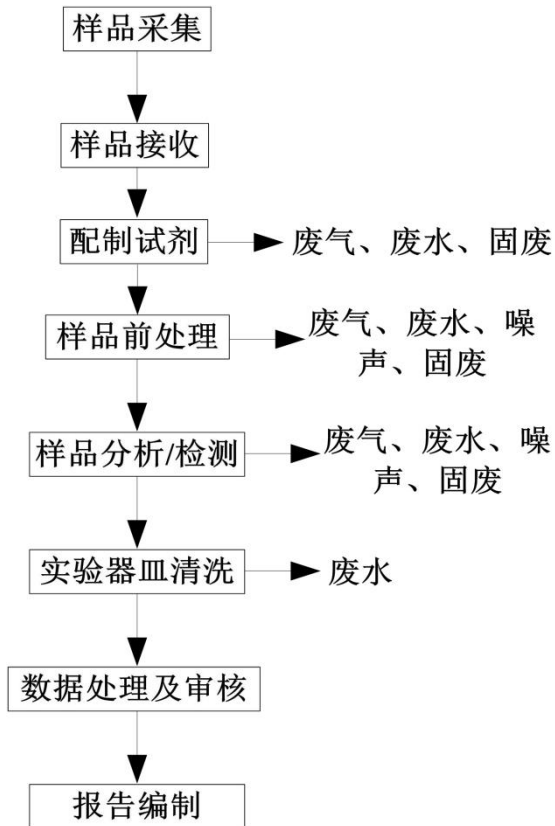 样品采集
样品接收
配制试剂
废气、废水、固废
样品前处理
废气、废水、噪
声、固废
样品分析/检测
废气、废水、噪
声、固废
实验器皿清洗
废水
数据处理及审核
报告编制